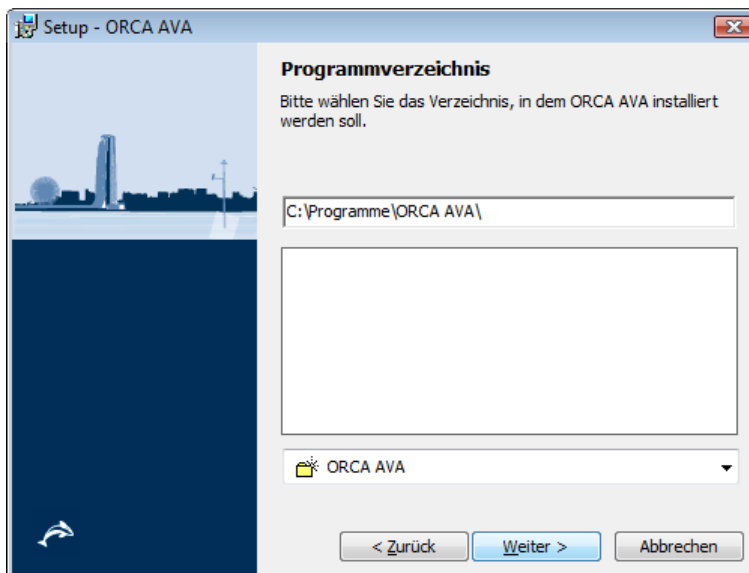 Setup - ORCA AVA
Programmverzeichnis
Bitte wählen Sie das Verzeichnis, in dem ORCA AVA installiert
werden soll.
C:\Programme\ORCA AVA\
ORCA AVA
< Zurück
Weiter >
Abbrechen